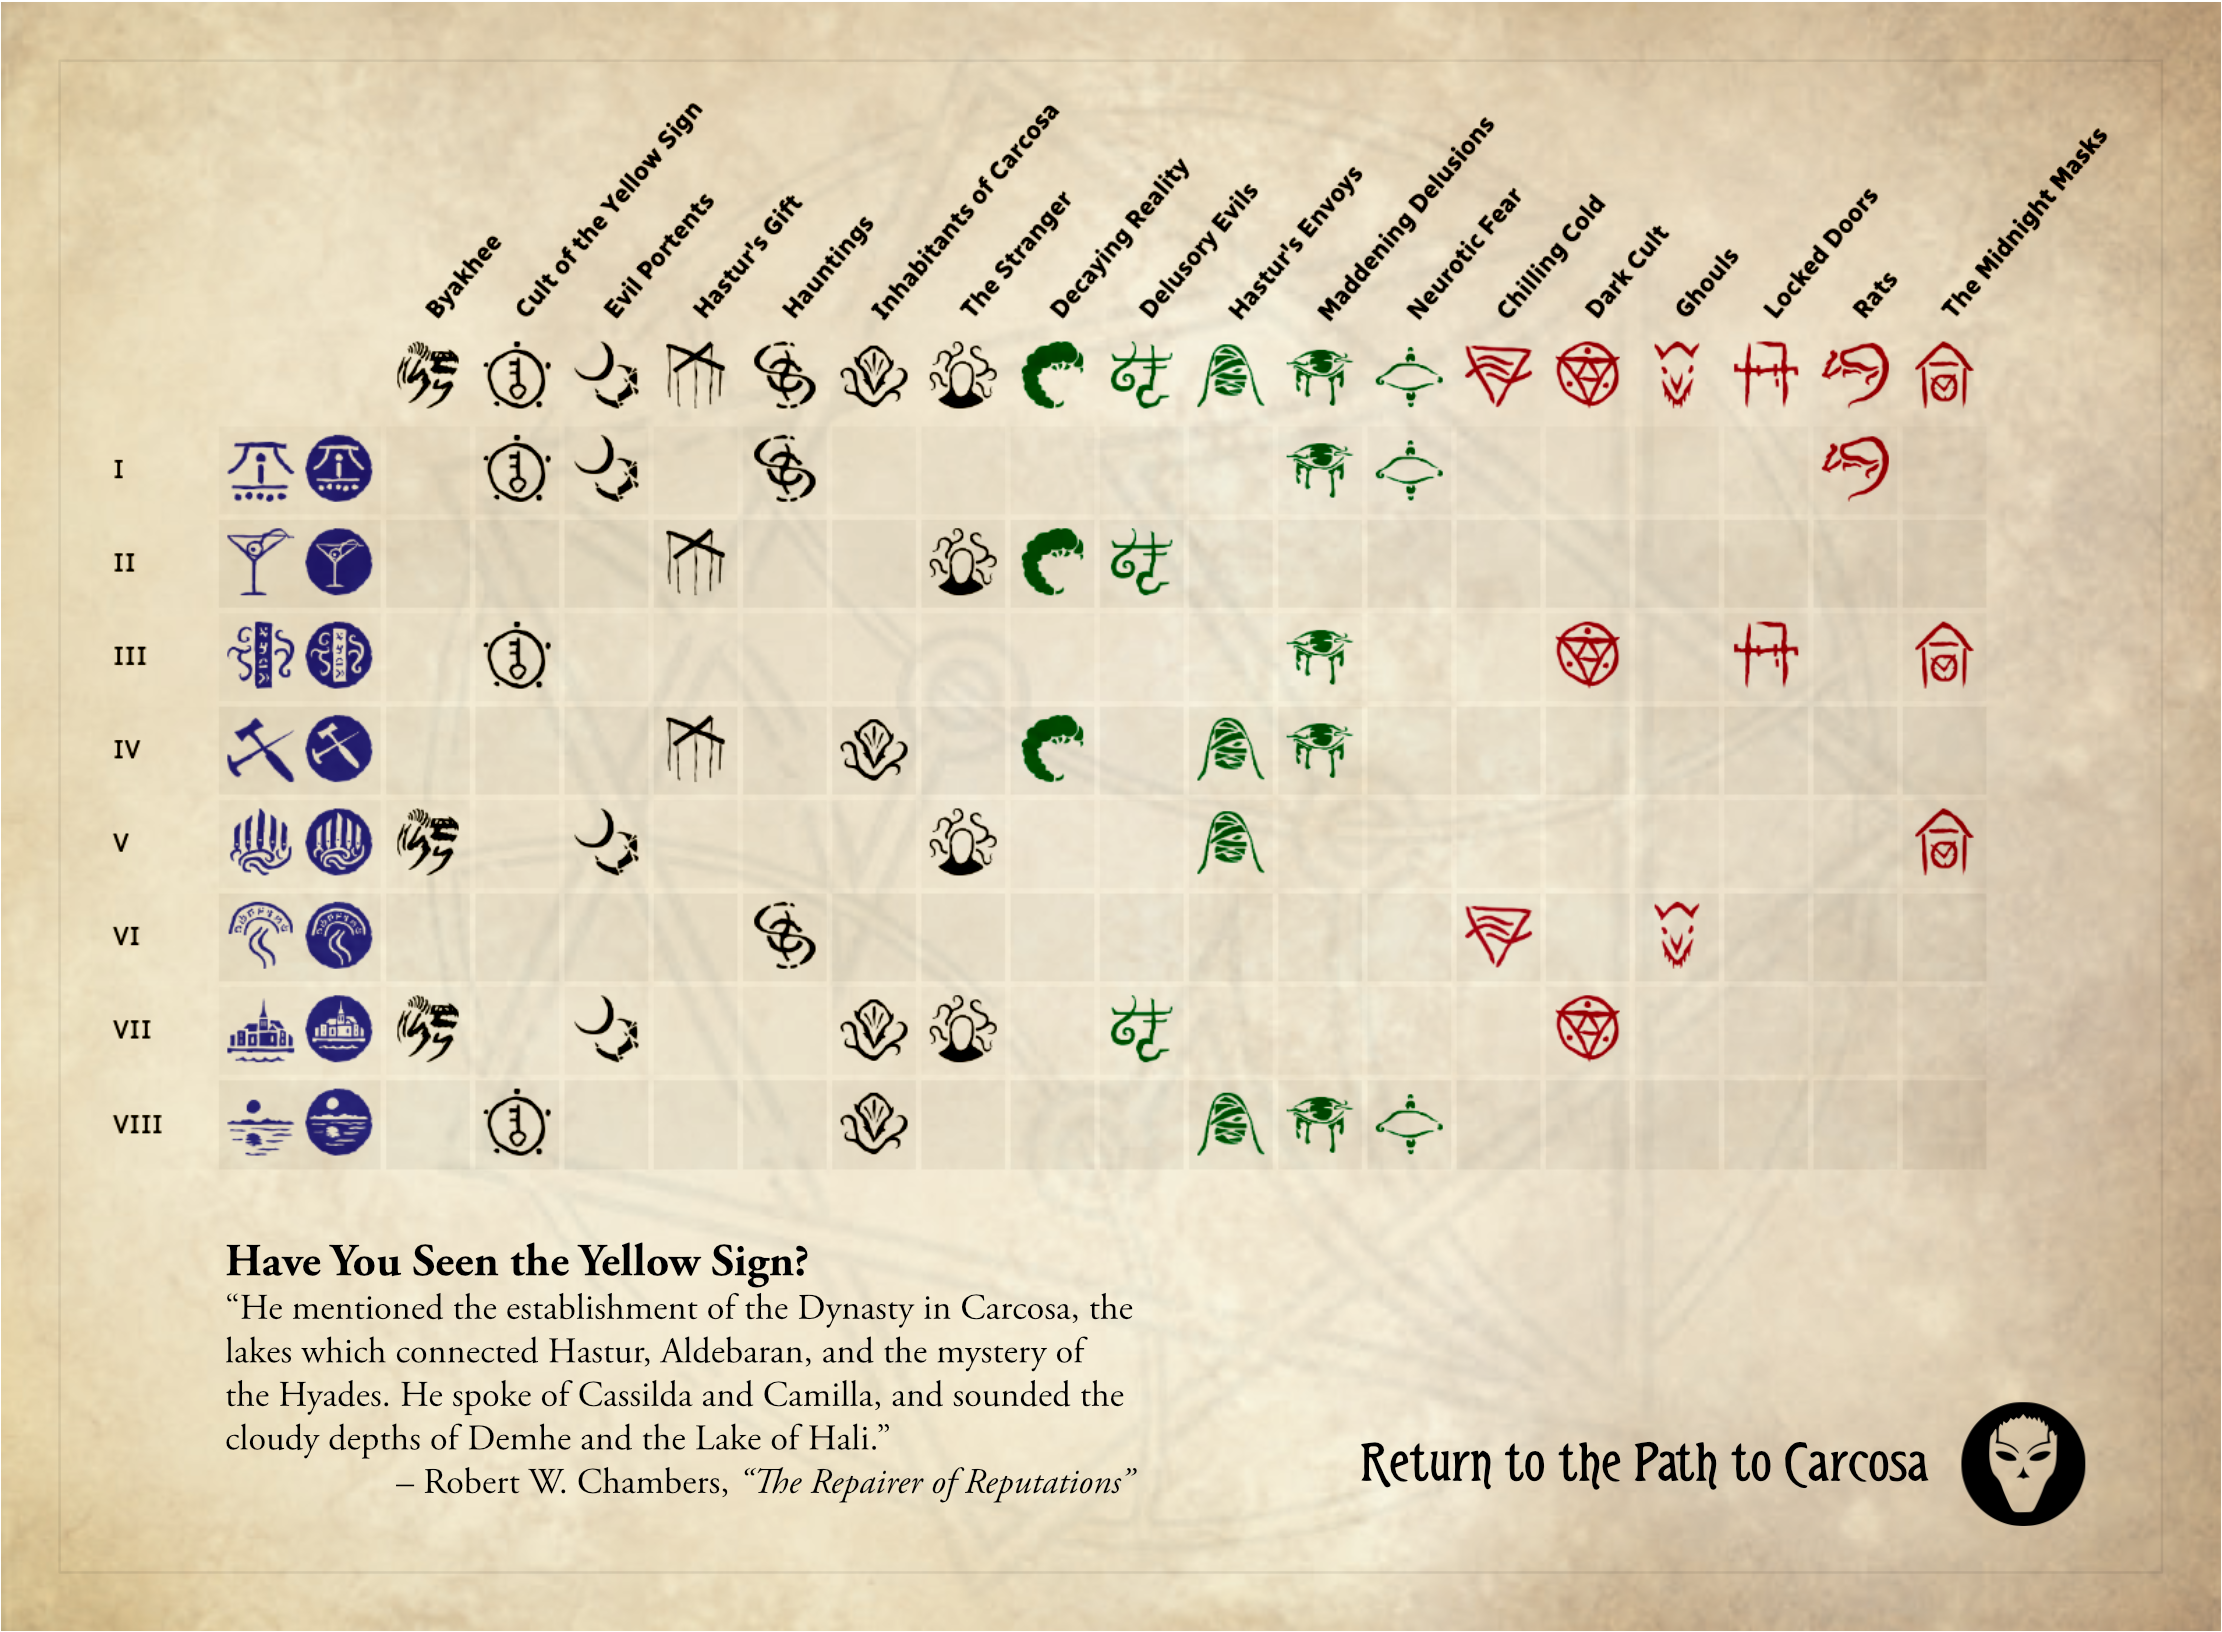 Byakhee
Cult of the Yellow Sign
Evil Portents
Hastur's Gift
Hauntings
Inhabitants of Carcosa
The Stranger
Decaying Reality
Delusory Evils
Hastur's Envoys
Maddening Delusions
Neurotic Fear
Chilling Cold
Dark Cult
Ghouls
Locked Doors
Rats
The Midnight Masks
I
II
III
IV
V
VI
VII
VIII
Have You Seen the Yellow Sign?
“He mentioned the establishment of the Dynasty in Carcosa, the
lakes which connected Hastur, Aldebaran, and the mystery of
the Hyades. He spoke of Cassilda and Camilla, and sounded the
cloudy depths of Demhe and the Lake of Hali.”
– Robert W. Chambers, “The Repairer of Reputations”
Return to the Path to Carcosa